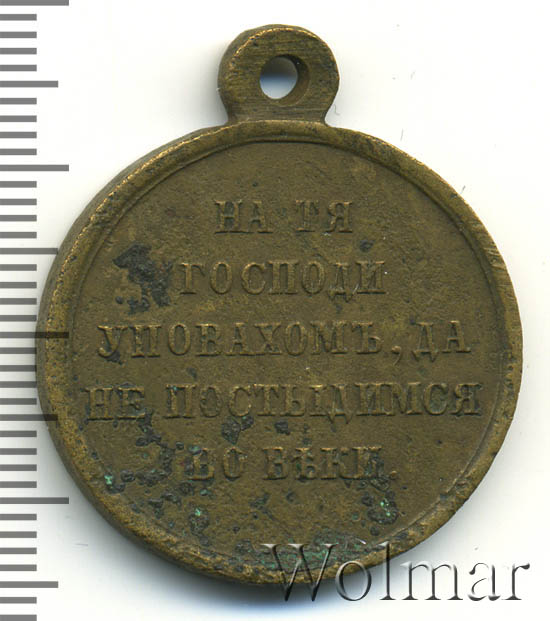 НА ТЯ
ГОСПОДИ
УПОВАХОМЪ, ДА
НЕ ПОСТЫДИМСЯ
ВО ВѢКИ.
Wolmar